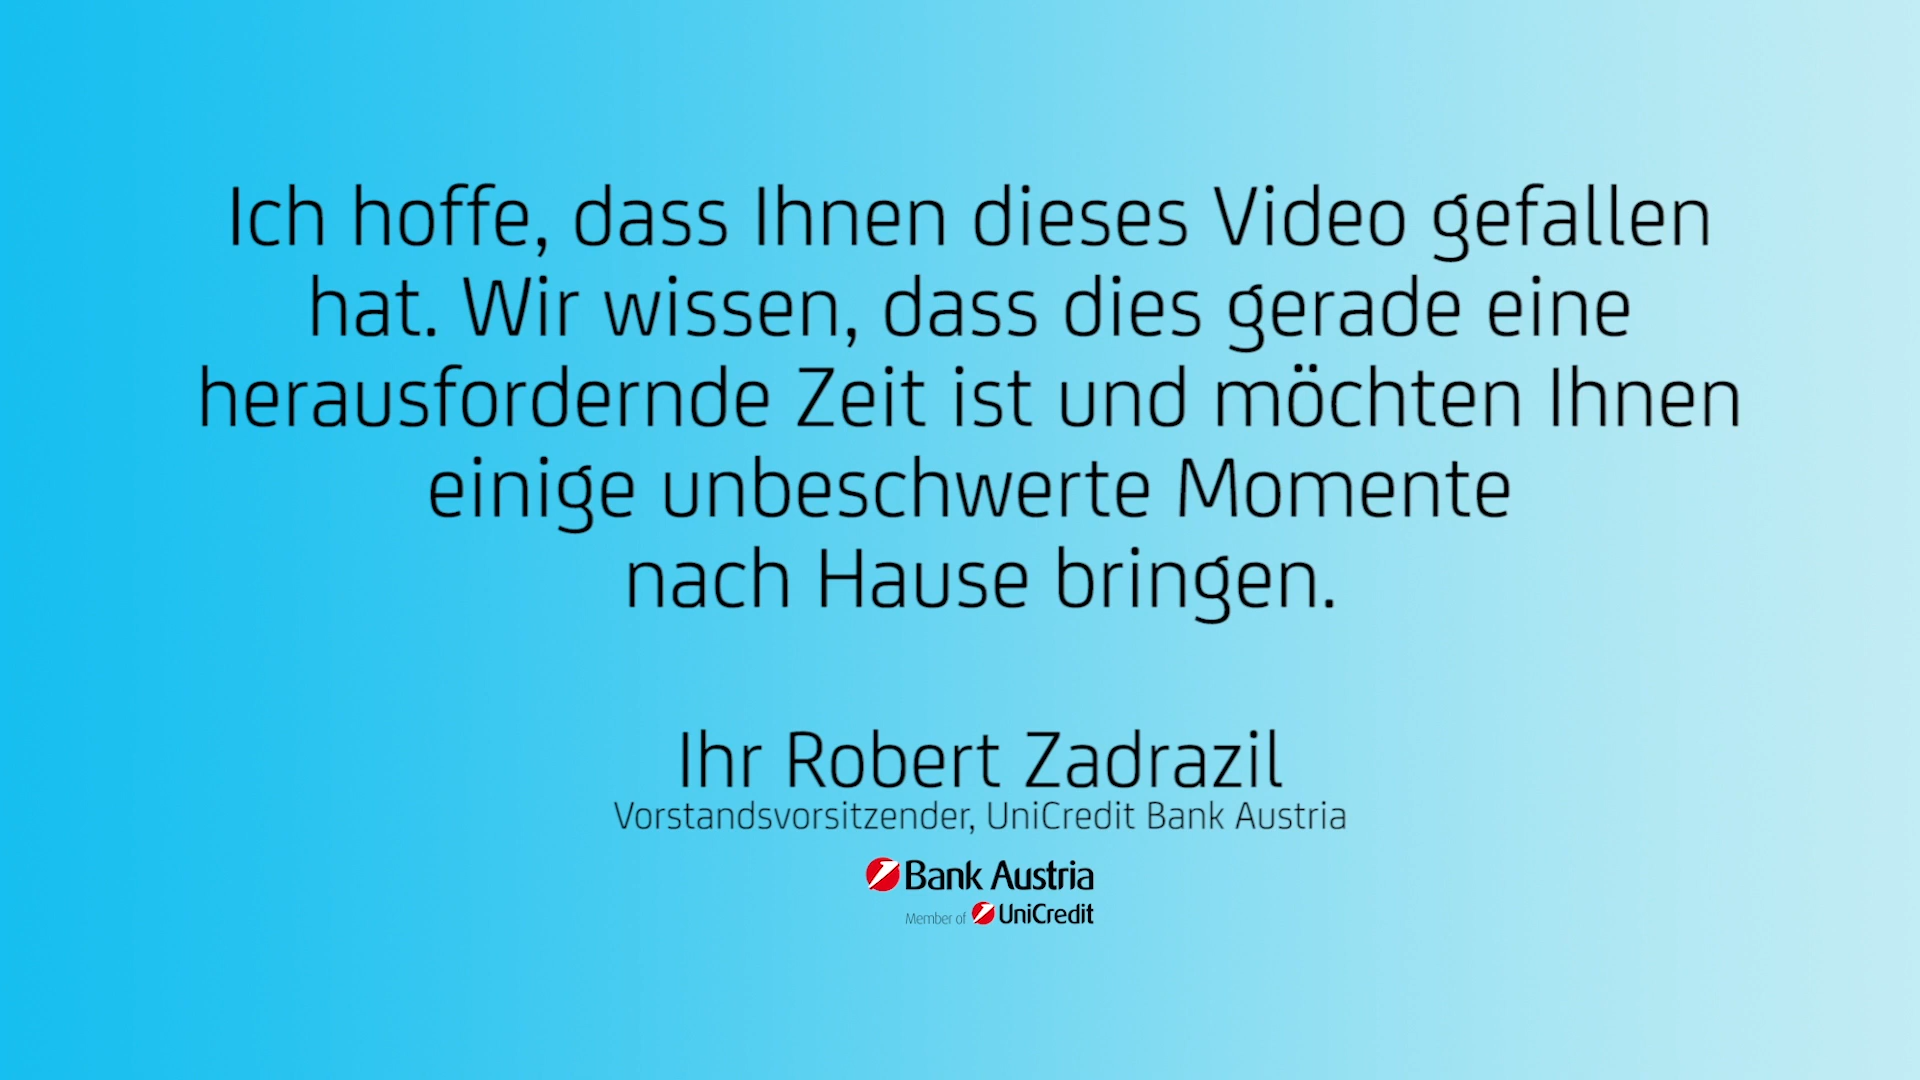 Ich hoffe, dass Ihnen dieses Video gefallen
hat. Wir wissen, dass dies gerade eine
herausfordernde Zeit ist und möchten Ihnen
einige unbeschwerte Momente
nach Hause bringen.
Ihr Robert Zadrazil
Vorstandsvorsitzender, UniCredit Bank Austria
Bank Austria
Member of UniCredit